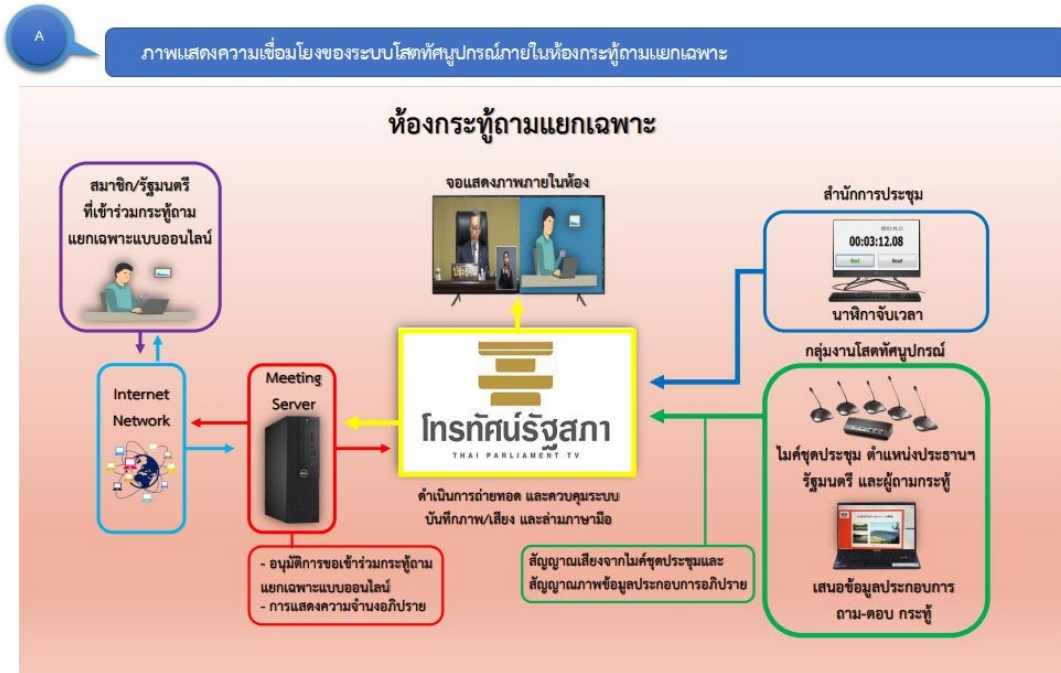 A
ภาพแสดงความเชื่อมโยงของระบบโสตทัศนูปกรณ์ภายในห้องกระทู้ถามแยกเฉพาะ
ห้องกระทู้ถามแยกเฉพาะ
สมาชิก/รัฐมนตรี
ที่เข้าร่วมกระทู้ถาม
แยกเฉพาะแบบออนไลน์
จอแสดงภาพภายในห้อง
ประธาน
สำนักการประชุม
00:03:12.08
Start
Reset
นาฬิกาจับเวลา
Internet
Network
Meeting
Server
โทรทัศน์รัฐสภา
THAI PARLIAMENT TV
ดำเนินการถ่ายทอด และควบคุมระบบ
บันทึกภาพ/เสียง และล่ามภาษามือ
กลุ่มงานโสตทัศนูปกรณ์
ไมค์ชุดประชุม ตำแหน่งประธานฯ
รัฐมนตรี และผู้ถามกระทู้
เสนอข้อมูลประกอบการ
ถาม-ตอบ กระทู้
- อนุมัติการขอเข้าร่วมกระทู้ถาม
แยกเฉพาะแบบออนไลน์
- การแสดงความจำนงอภิปราย
สัญญาณเสียงจากไมค์ชุดประชุมและ
สัญญาณภาพข้อมูลประกอบการอภิปราย